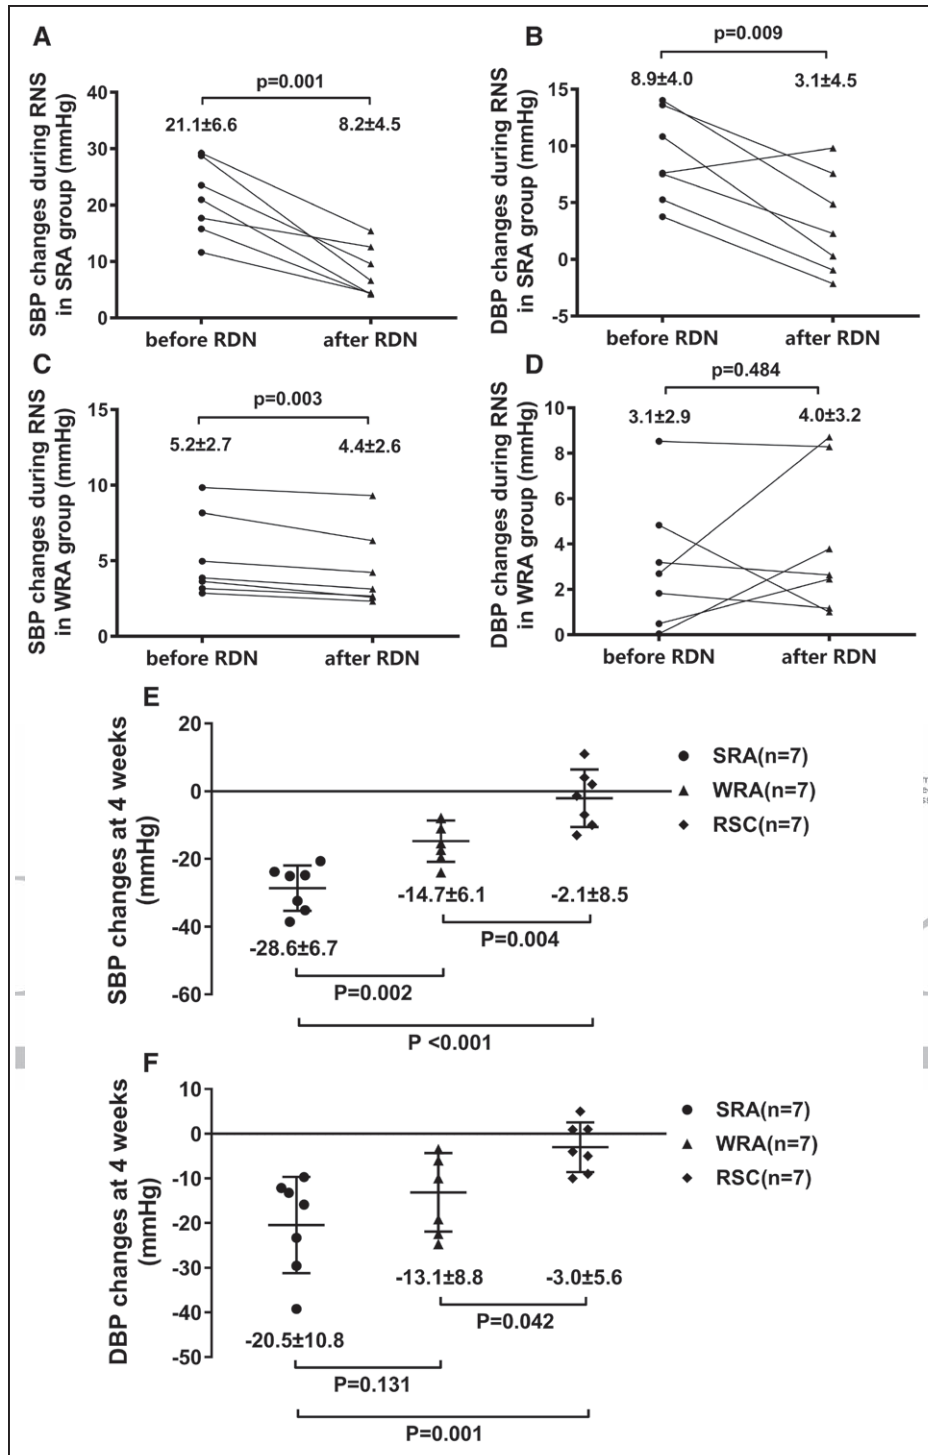 A
p=0.001
21.1±6.6
8.2±4.5
SBP changes during RNS
in SRA group (mmHg)
40
30
20
10
0
before RDN
after RDN
B
p=0.009
8.9±4.0
3.1±4.5
DBP changes during RNS
in SRA group (mmHg)
15
10
5
0
-5
before RDN
after RDN
C
p=0.003
5.2±2.7
4.4±2.6
SBP changes during RNS
in WRA group (mmHg)
15
10
5
0
before RDN
after RDN
D
p=0.484
3.1±2.9
4.0±3.2
DBP changes during RNS
in WRA group (mmHg)
10
8
6
4
2
0
before RDN
after RDN
E
SBP changes at 4 weeks
(mmHg)
20
0
-20
-40
-60
SRA(n=7)
WRA(n=7)
RSC(n=7)
-14.7±6.1
-2.1±8.5
P=0.004
-28.6±6.7
P=0.002
P <0.001
F
DBP changes at 4 weeks
(mmHg)
10
0
-10
-20
-30
-40
-50
SRA(n=7)
WRA(n=7)
RSC(n=7)
-13.1±8.8
-3.0±5.6
P=0.042
-20.5±10.8
P=0.131
P=0.001